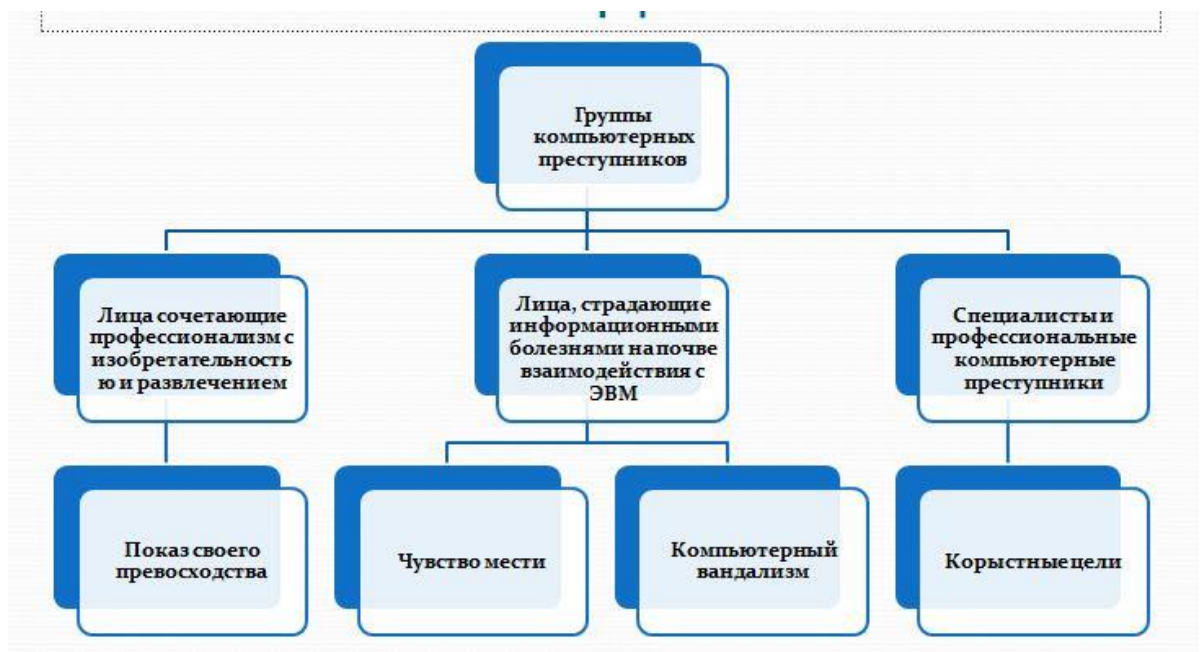 Группы
компьютерных
преступников
Лица сочетающие
профессионализм с
изобретательность
ю и развлечением
Лица, страдающие
информационными
болезнями на почве
взаимодействия с
ЭВМ
Специалисты и
профессиональные
компьютерные
преступники
Показ своего
превосходства
Чувство мести
Компьютерный
вандализм
Корыстные цели